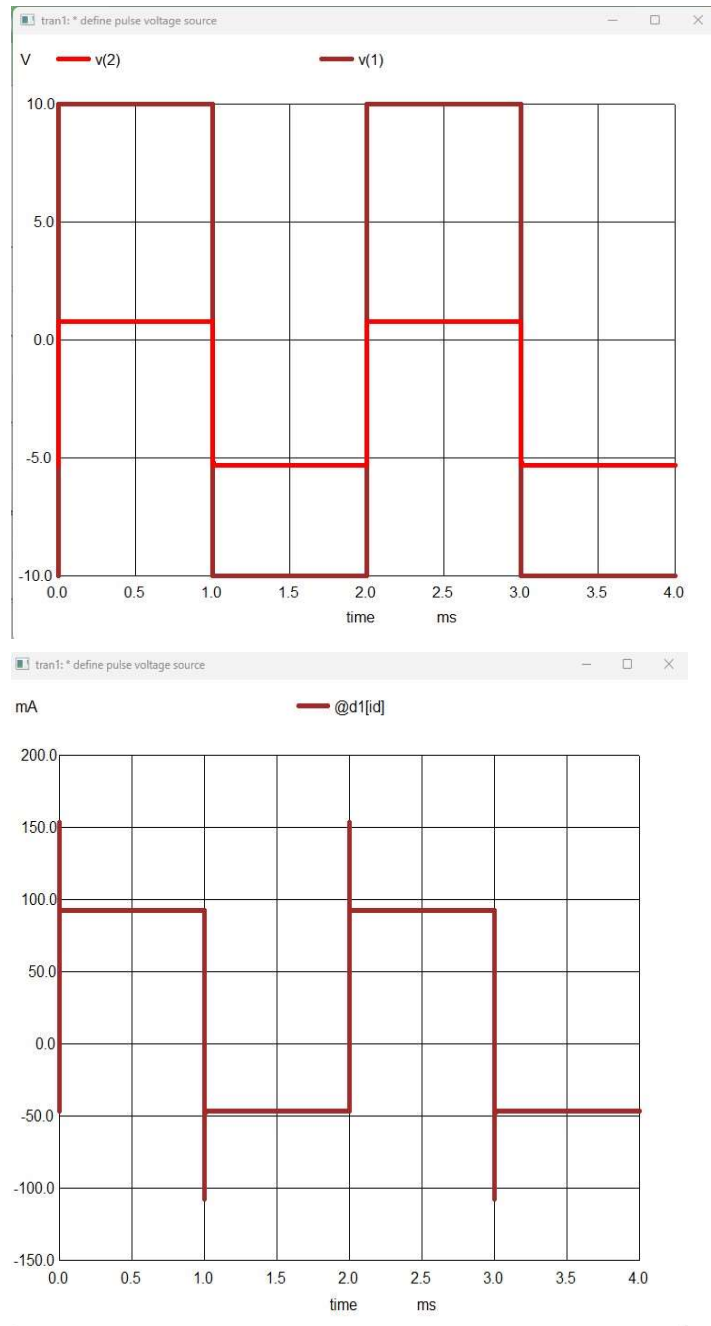 tran1: * define pulse voltage source
V v(2) v(1)
10.0
5.0
0.0
-5.0
-10.0
0.0 0.5 1.0 1.5 2.0 2.5 3.0 3.5 4.0
time ms
tran1: * define pulse voltage source
mA @d1[id]
200.0
150.0
100.0
50.0
0.0
-50.0
-100.0
-150.0
0.0 0.5 1.0 1.5 2.0 2.5 3.0 3.5 4.0
time ms